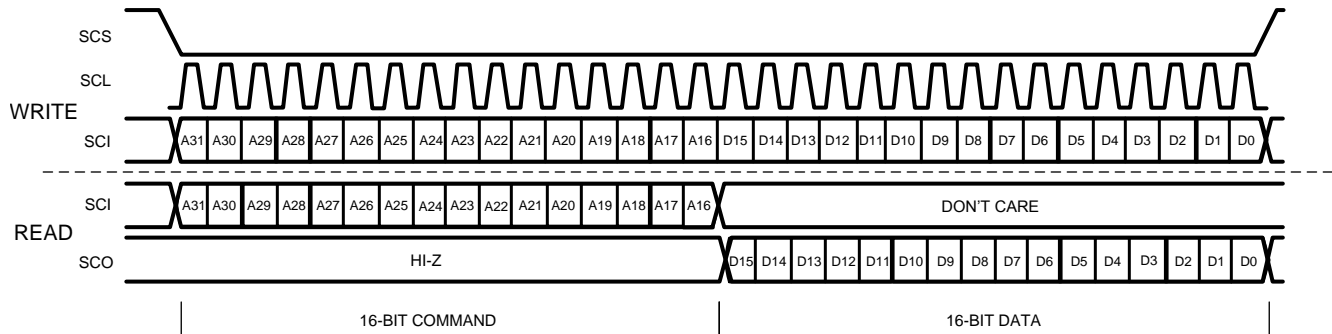 SCS
SCL
WRITE
SCI A31 A30 A29 A28 A27 A26 A25 A24 A23 A22 A21 A20 A19 A18 A17 A16 D15 D14 D13 D12 D11 D10 D9 D8 D7 D6 D5 D4 D3 D2 D1 D0
SCI A31 A30 A29 A28 A27 A26 A25 A24 A23 A22 A21 A20 A19 A18 A17 A16 DON'T CARE
READ
SCO HI-Z D15 D14 D13 D12 D11 D10 D9 D8 D7 D6 D5 D4 D3 D2 D1 D0
16-BIT COMMAND 16-BIT DATA